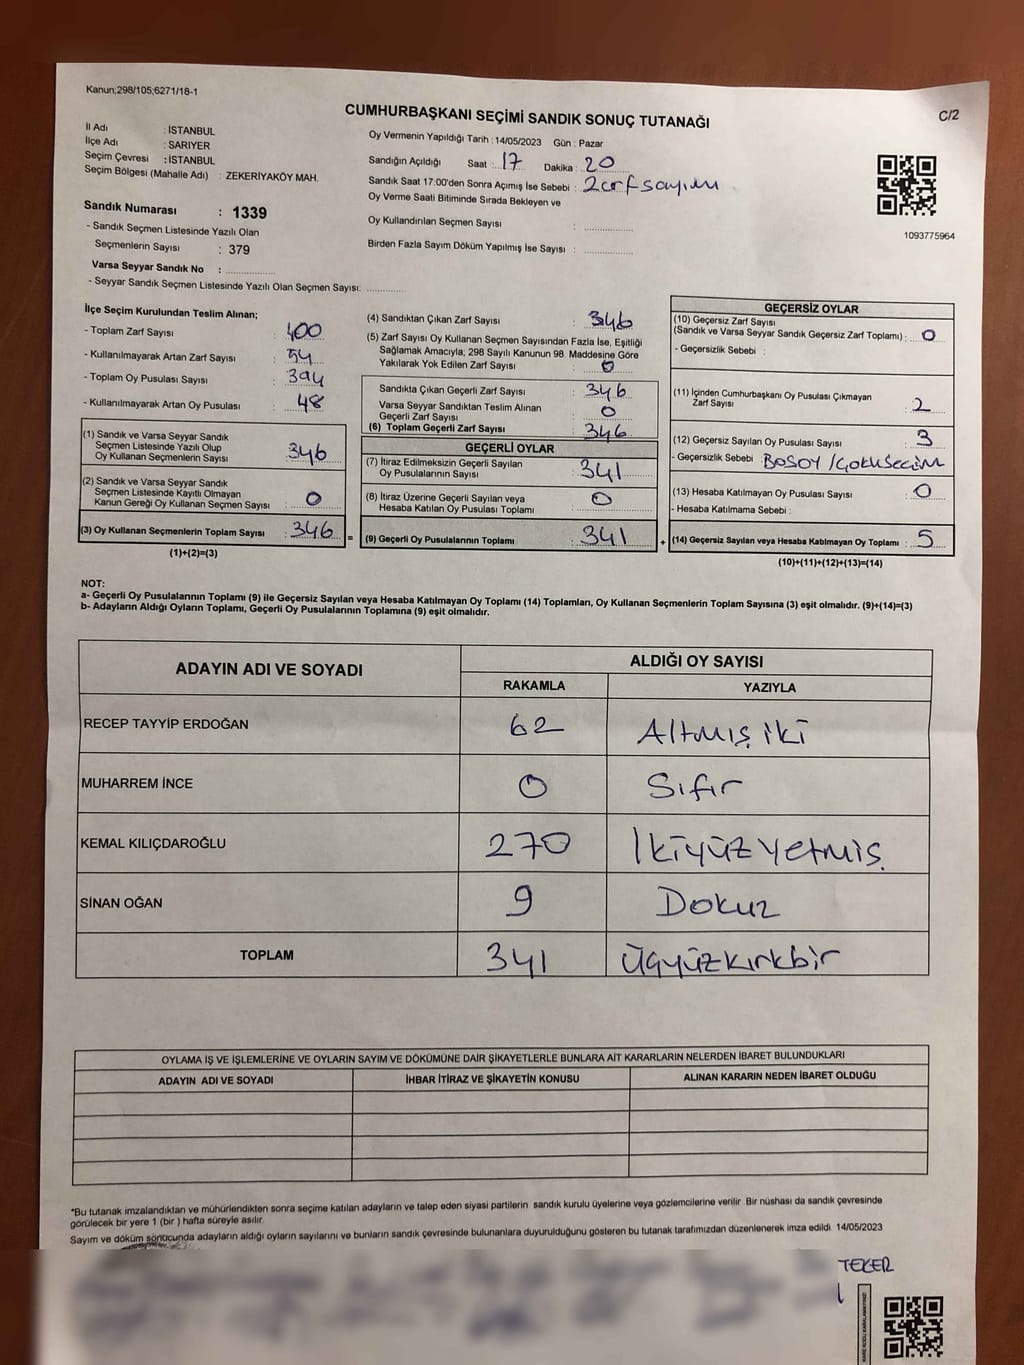 Kanun;298/105;6271/18-1
C/2
CUMHURBAŞKANI SEÇİMİ SANDIK SONUÇ TUTANAĞI
İl Adı : İSTANBUL
İlçe Adı : SARIYER
Seçim Çevresi : İSTANBUL
Seçim Bölgesi (Mahalle Adı) : ZEKERİYAKÖY MAH.
Oy Vermenin Yapıldığı Tarih : 14/05/2023 Gün : Pazar
Sandığın Açıldığı Saat : 17 Dakika : 20
Sandık Saat 17:00'den Sonra Açımış İse Sebebi : 2 zarf sayım
Oy Verme Saati Bitiminde Sırada Bekleyen ve
Oy Kullandırılan Seçmen Sayısı :
Birden Fazla Sayım Döküm Yapılmış İse Sayısı :
1093775964
Sandık Numarası : 1339
- Sandık Seçmen Listesinde Yazılı Olan
Seçmenlerin Sayısı : 379
Varsa Seyyar Sandık No :
- Seyyar Sandık Seçmen Listesinde Yazılı Olan Seçmen Sayısı:
İlçe Seçim Kurulundan Teslim Alınan;
- Toplam Zarf Sayısı : 400
- Kullanılmayarak Artan Zarf Sayısı : 54
- Toplam Oy Pusulası Sayısı : 394
- Kullanılmayarak Artan Oy Pusulası : 48
(1) Sandık ve Varsa Seyyar Sandık
Seçmen Listesinde Yazılı Olup
Oy Kullanan Seçmenlerin Sayısı : 346
(2) Sandık ve Varsa Seyyar Sandık
Seçmen Listesinde Kayıtlı Olmayan
Kanun Gereği Oy Kullanan Seçmen Sayısı : 0
(3) Oy Kullanan Seçmenlerin Toplam Sayısı : 346
(1)+(2)=(3)
=
(4) Sandıktan Çıkan Zarf Sayısı : 346
(5) Zarf Sayısı Oy Kullanan Seçmen Sayısından Fazla İse, Eşitliği
Sağlamak Amacıyla, 298 Sayılı Kanunun 98. Maddesine Göre
Yakılarak Yok Edilen Zarf Sayısı : 0
Sandıkta Çıkan Geçerli Zarf Sayısı : 346
Varsa Seyyar Sandıktan Teslim Alınan
Geçerli Zarf Sayısı : 0
(6) Toplam Geçerli Zarf Sayısı : 346
GEÇERLİ OYLAR
(7) İtiraz Edilmeksizin Geçerli Sayılan
Oy Pusulalarının Sayısı : 341
(8) İtiraz Üzerine Geçerli Sayılan veya
Hesaba Katılan Oy Pusulası Toplamı : 0
(9) Geçerli Oy Pusulalarının Toplamı : 341
+
GEÇERSİZ OYLAR
(10) Geçersiz Zarf Sayısı
(Sandık ve Varsa Seyyar Sandık Geçersiz Zarf Toplamı) : 0
- Geçersizlik Sebebi :
(11) İçinden Cumhurbaşkanı Oy Pusulası Çıkmayan
Zarf Sayısı : 2
(12) Geçersiz Sayılan Oy Pusulası Sayısı : 3
- Geçersizlik Sebebi BOŞ OY / ÇOKLU SEÇİM
(13) Hesaba Katılmayan Oy Pusulası Sayısı : 0
- Hesaba Katılmama Sebebi :
(14) Geçersiz Sayılan veya Hesaba Katılmayan Oy Toplamı : 5
(10)+(11)+(12)+(13)=(14)
NOT:
a- Geçerli Oy Pusulalarının Toplamı (9) ile Geçersiz Sayılan veya Hesaba Katılmayan Oy Toplamı (14) Toplamları, Oy Kullanan Seçmenlerin Toplam Sayısına (3) eşit olmalıdır. (9)+(14)=(3)
b- Adayların Aldığı Oyların Toplamı, Geçerli Oy Pusulalarının Toplamına (9) eşit olmalıdır.
ADAYIN ADI VE SOYADI
ALDIĞI OY SAYISI
RAKAMLA YAZIYLA
RECEP TAYYİP ERDOĞAN 62 Altmış iki
MUHARREM İNCE 0 Sıfır
KEMAL KILIÇDAROĞLU 270 İkiyüz yetmiş
SİNAN OĞAN 9 Dokuz
TOPLAM 341 Üçyüzkırkbir
OYLAMA İŞ VE İŞLEMLERİNE VE OYLARIN SAYIM VE DÖKÜMÜNE DAİR ŞİKAYETLERLE BUNLARA AİT KARARLARIN NELERDEN İBARET BULUNDUKLARI
ADAYIN ADI VE SOYADI İHBAR İTİRAZ VE ŞİKAYETİN KONUSU ALINAN KARARIN NEDEN İBARET OLDUĞU
*Bu tutanak imzalandıktan ve mühürlendikten sonra seçime katılan adayların ve talep eden siyasi partilerin sandık kurulu üyelerine veya gözlemcilerine verilir. Bir nüshası da sandık çevresinde
görülecek bir yere 1 (bir ) hafta süreyle asılır.
Sayım ve döküm sonucunda adayların aldığı oyların sayılarını ve bunların sandık çevresinde bulunanlara duyurulduğunu gösteren bu tutanak tarafımızdan düzenlenerek imza edildi. 14/05/2023
TEKER